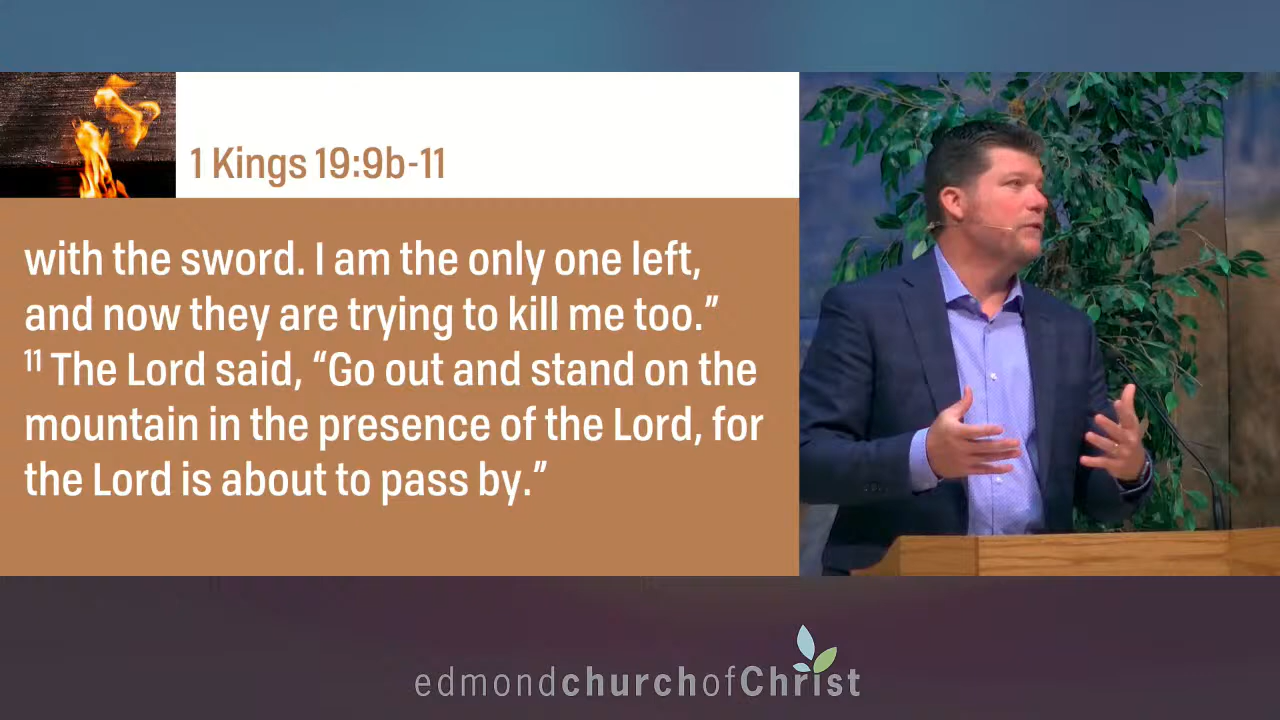 1 Kings 19:9b-11
with the sword. I am the only one left,
and now they are trying to kill me too.”
11 The Lord said, “Go out and stand on the
mountain in the presence of the Lord, for
the Lord is about to pass by.”
edmondchurchofChrist